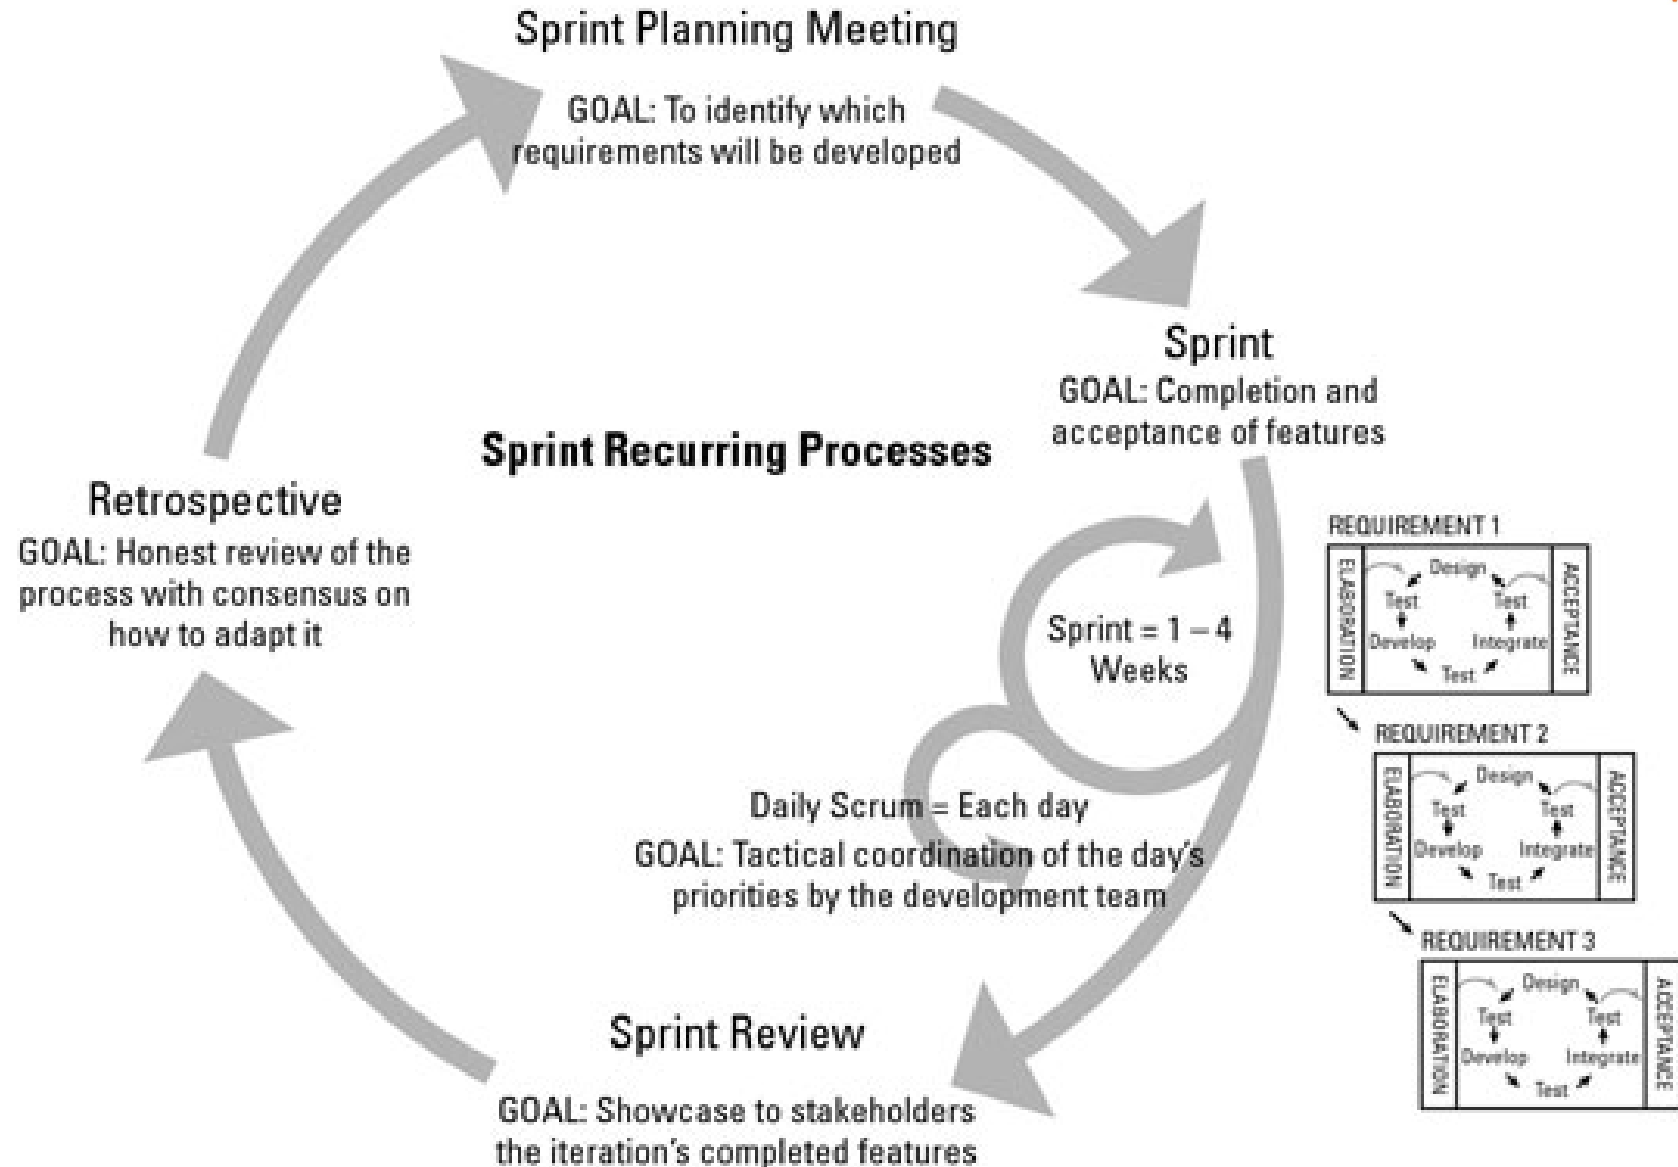 Sprint Planning Meeting
GOAL: To identify which
requirements will be developed
Sprint
GOAL: Completion and
acceptance of features
Sprint Recurring Processes
Retrospective
GOAL: Honest review of the
process with consensus on
how to adapt it
Sprint = 1 – 4
Weeks
Daily Scrum = Each day
GOAL: Tactical coordination of the day's
priorities by the development team
Sprint Review
GOAL: Showcase to stakeholders
the iteration's completed features
REQUIREMENT 1
ELABORATION
Design
Test
Test
Develop
Integrate
Test
ACCEPTANCE
REQUIREMENT 2
ELABORATION
Design
Test
Test
Develop
Integrate
Test
ACCEPTANCE
REQUIREMENT 3
ELABORATION
Design
Test
Test
Develop
Integrate
Test
ACCEPTANCE